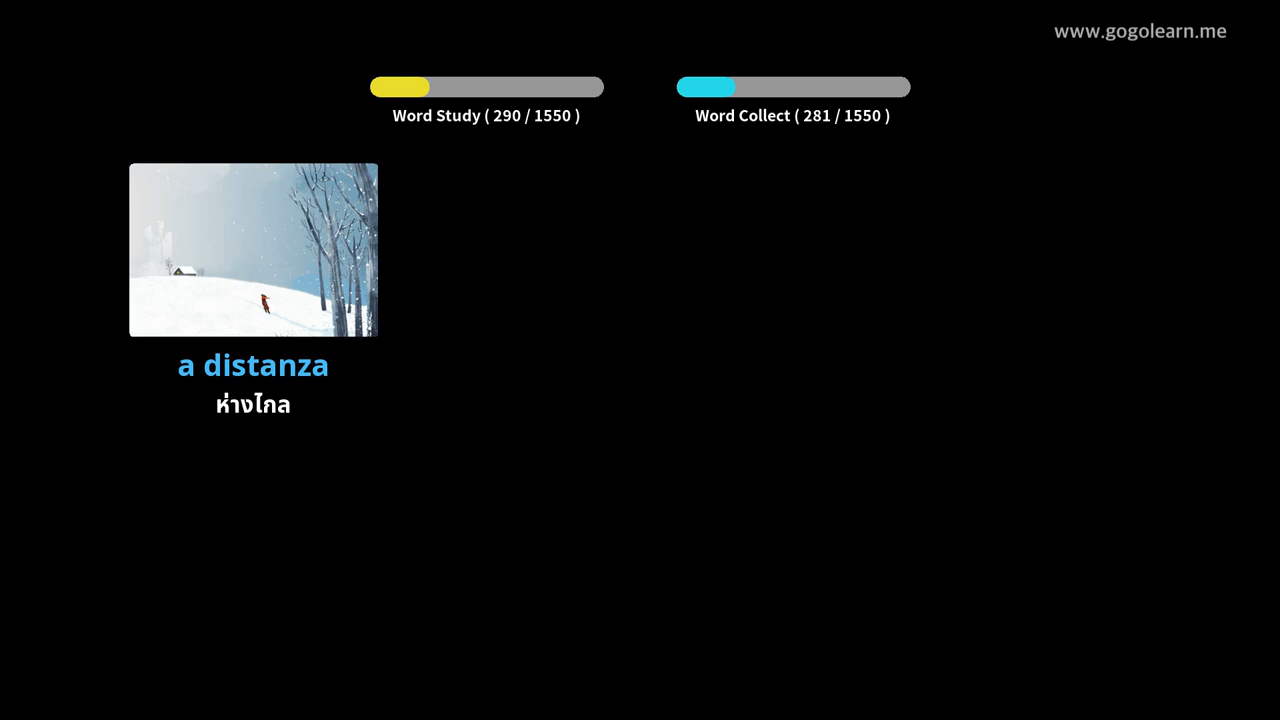 www.gogolearn.me
Word Study ( 290 / 1550 )
Word Collect ( 281 / 1550 )
a distanza
ห่างไกล